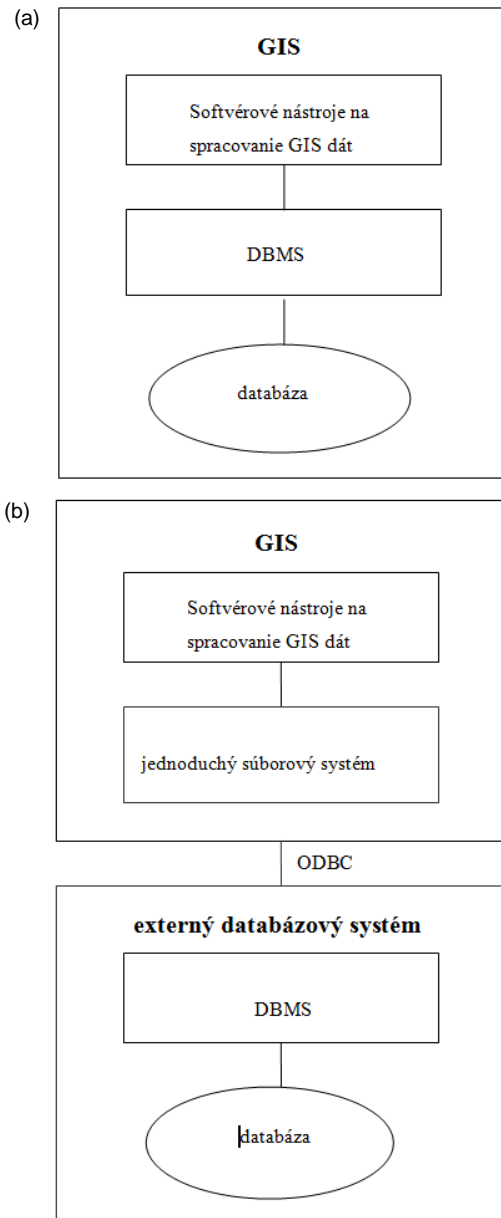 (a)
GIS
Softvérové nástroje na
spracovanie GIS dát
DBMS
databáza
(b)
GIS
Softvérové nástroje na
spracovanie GIS dát
jednoduchý súborový systém
ODBC
externý databázový systém
DBMS
databáza